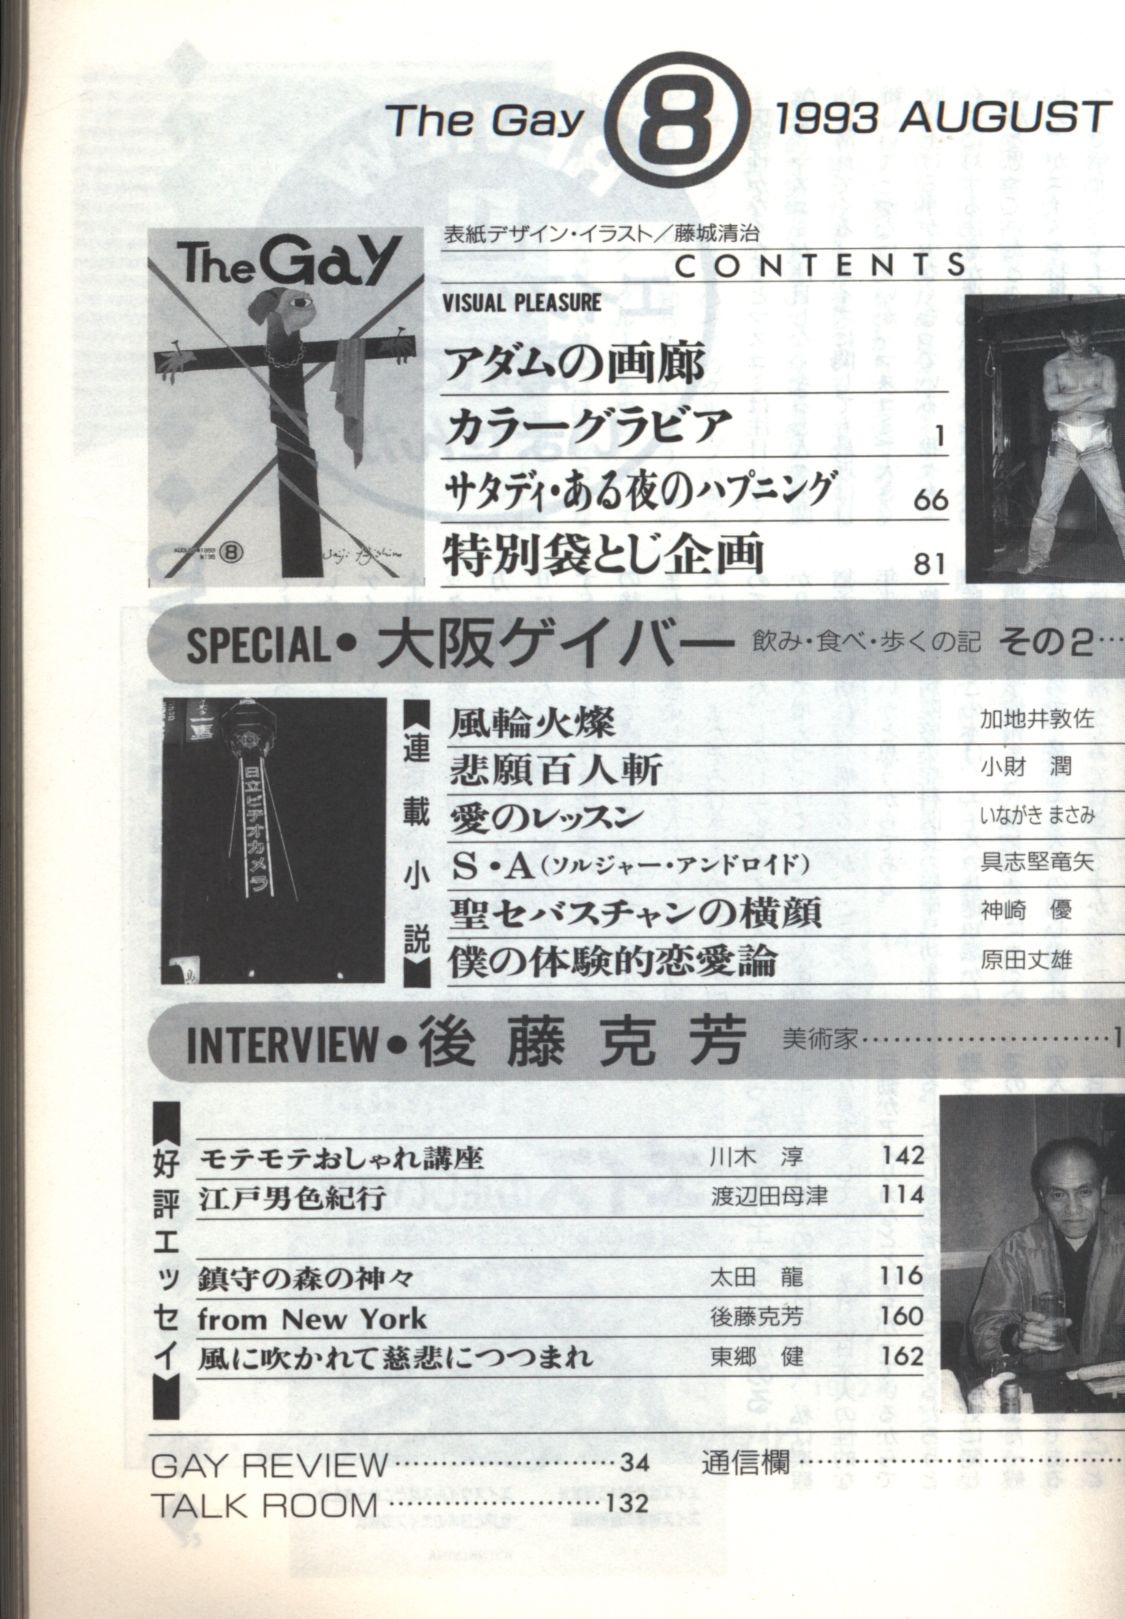 The Gay 8 1993 AUGUST
表紙デザイン・イラスト／藤城清治
CONTENTS
The GaY
8
VISUAL PLEASURE
アダムの画廊
カラーグラビア 1
サタディ・ある夜のハプニング 66
特別袋とじ企画 81
SPECIAL・大阪ゲイバー 飲み・食べ・歩くの記 その2…
日立ビデオカメラ
連載小説
風輪火燦 加地井敦佐
悲願百人斬 小財 潤
愛のレッスン いながき まさみ
S・A（ソルジャー・アンドロイド） 具志堅竜矢
聖セバスチャンの横顔 神崎 優
僕の体験的恋愛論 原田丈雄
INTERVIEW・後藤克芳 美術家……………………1
好評エッセイ
モテモテおしゃれ講座 川木 淳 142
江戸男色紀行 渡辺田母津 114
鎮守の森の神々 太田 龍 116
from New York 後藤克芳 160
風に吹かれて慈悲につつまれ 東郷 健 162
GAY REVIEW……………………34
通信欄……………………………
TALK ROOM……………………132